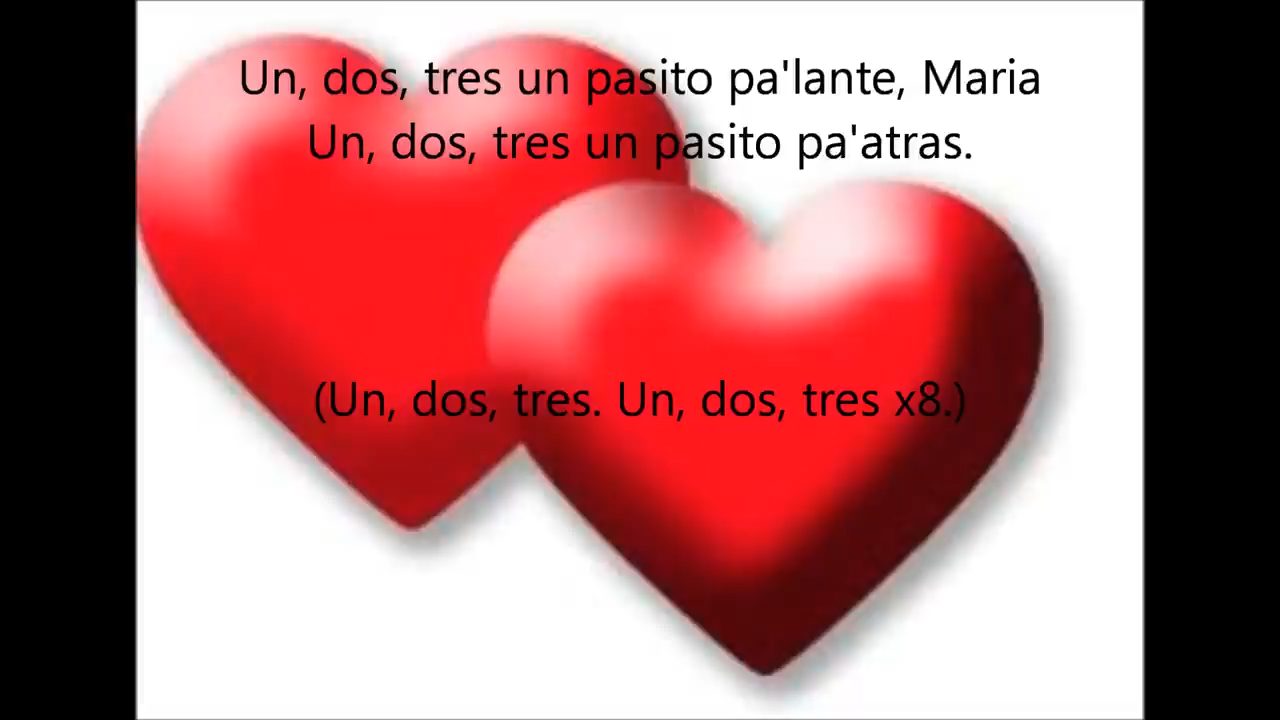 Un, dos, tres un pasito pa'lante, Maria
Un, dos, tres un pasito pa'atras.
(Un, dos, tres. Un, dos, tres x8.)